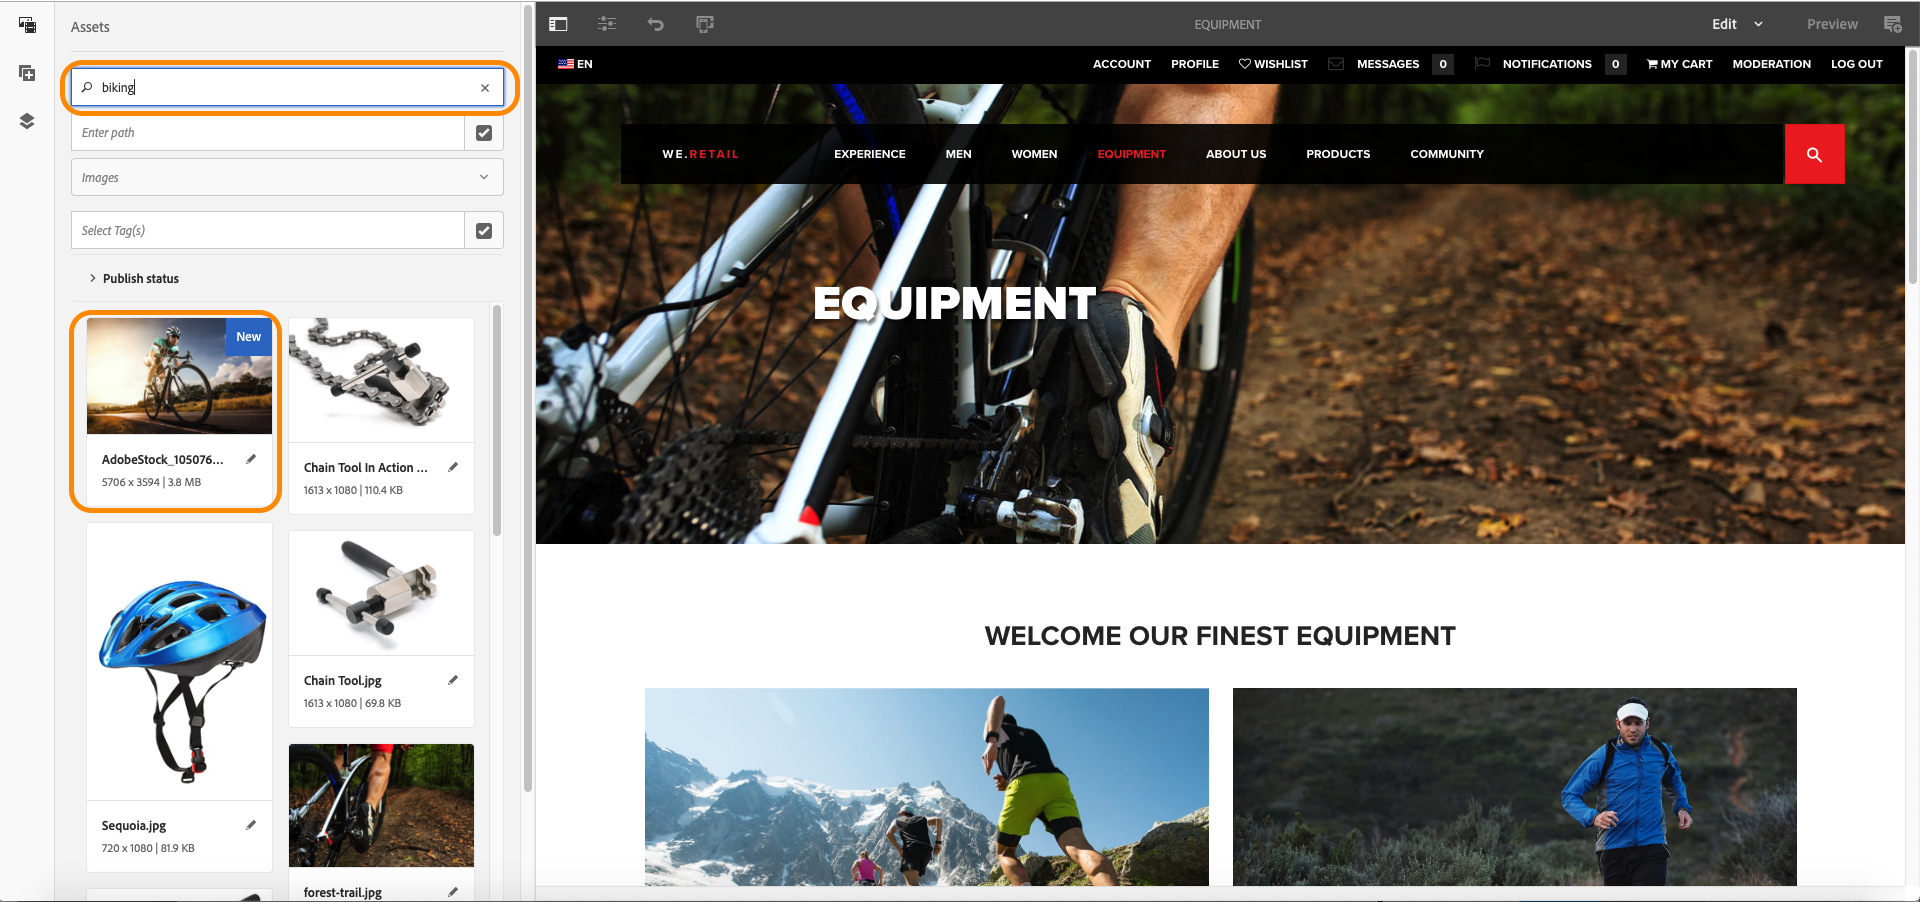 Assets
biking
Enter path
Images
Select Tag(s)
Publish status
New
AdobeStock_105076...
5706 x 3594 | 3.8 MB
Chain Tool In Action ...
1613 x 1080 | 110.4 KB
Sequoia.jpg
720 x 1080 | 81.9 KB
Chain Tool.jpg
1613 x 1080 | 69.8 KB
forest-trail.jpg
EQUIPMENT
Edit
Preview
EN
ACCOUNT PROFILE WISHLIST MESSAGES 0 NOTIFICATIONS 0 MY CART MODERATION LOG OUT
WE.RETAIL EXPERIENCE MEN WOMEN EQUIPMENT ABOUT US PRODUCTS COMMUNITY
EQUIPMENT
WELCOME OUR FINEST EQUIPMENT